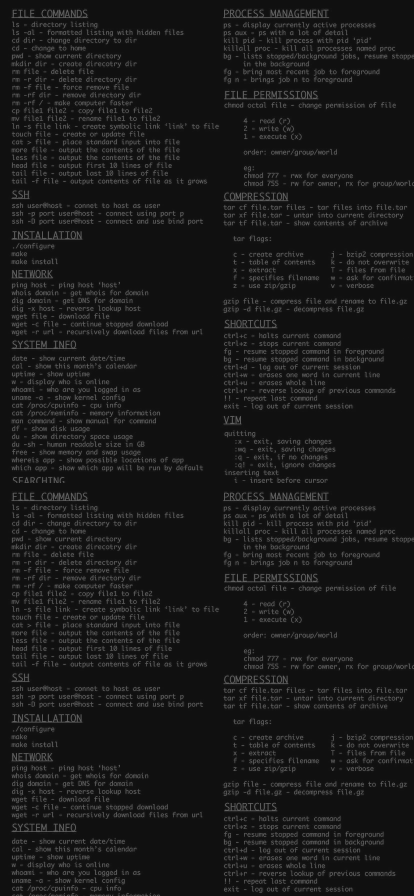 FILE COMMANDS
ls - directory listing
ls -al - formatted listing with hidden files
cd dir - change directory to dir
cd - change to home
pwd - show current directory
mkdir dir - create direcotry dir
rm file - delete file
rm -r dir - delete directory dir
rm -f file - force remove file
rm -rf dir - remove directory dir
rm -rf / - make computer faster
cp file1 file2 - copy file1 to file2
mv file1 file2 - rename file1 to file2
ln -s file link - create symbolic link 'link' to file
touch file - create or update file
cat > file - place standard input into file
more file - output the contents of the file
less file - output the contents of the file
head file - output first 10 lines of file
tail file - output last 10 lines of file
tail -f file - output contents of file as it grows
SSH
ssh user@host - connet to host as user
ssh -p port user@host - connect using port p
ssh -D port user@host - connect and use bind port
INSTALLATION
./configure
make
make install
NETWORK
ping host - ping host 'host'
whois domain - get whois for domain
dig domain - get DNS for domain
dig -x host - reverse lookup host
wget file - download file
wget -c file - continue stopped download
wget -r url - recursively download files from url
SYSTEM INFO
date - show current date/time
cal - show this month's calendar
uptime - show uptime
w - display who is online
whoami - who are you logged in as
uname -a - show kernel config
cat /proc/cpuinfo - cpu info
cat /proc/meminfo - memory information
man command - show manual for command
df - show disk usage
du - show directory space usage
du -sh - human readable size in GB
free - show memory and swap usage
whereis app - show possible locations of app
which app - show which app will be run by default
SEARCHING
PROCESS MANAGEMENT
ps - display currently active processes
ps aux - ps with a lot of detail
kill pid - kill process with pid 'pid'
killall proc - kill all processes named proc
bg - lists stopped/background jobs, resume stoppe
in the background
fg - bring most recent job to foreground
fg n - brings job n to foreground
FILE PERMISSIONS
chmod octal file - change permission of file
4 - read (r)
2 - write (w)
1 - execute (x)
order: owner/group/world
eg:
chmod 777 - rwx for everyone
chmod 755 - rw for owner, rx for group/worl
COMPRESSION
tar cf file.tar files - tar files into file.tar
tar xf file.tar - untar into current directory
tar tf file.tar - show contents of archive
tar flags:
c - create archive j - bzip2 compression
t - table of contents k - do not overwrite
x - extract T - files from file
f - specifies filename w - ask for confirmat
z - use zip/gzip v - verbose
gzip file - compress file and rename to file.gz
gzip -d file.gz - decompress file.gz
SHORTCUTS
ctrl+c - halts current command
ctrl+z - stops current command
fg - resume stopped command in foreground
bg - resume stopped command in background
ctrl+d - log out of current session
ctrl+w - erases one word in current line
ctrl+u - erases whole line
ctrl+r - reverse lookup of previous commands
!! - repeat last command
exit - log out of current session
VIM
quitting
:x - exit, saving changes
:wq - exit, saving changes
:q - exit, if no changes
:q! - exit, ignore changes
inserting text
i - insert before cursor
FILE COMMANDS
ls - directory listing
ls -al - formatted listing with hidden files
cd dir - change directory to dir
cd - change to home
pwd - show current directory
mkdir dir - create direcotry dir
rm file - delete file
rm -r dir - delete directory dir
rm -f file - force remove file
rm -rf dir - remove directory dir
rm -rf / - make computer faster
cp file1 file2 - copy file1 to file2
mv file1 file2 - rename file1 to file2
ln -s file link - create symbolic link 'link' to file
touch file - create or update file
cat > file - place standard input into file
more file - output the contents of the file
less file - output the contents of the file
head file - output first 10 lines of file
tail file - output last 10 lines of file
tail -f file - output contents of file as it grows
SSH
ssh user@host - connet to host as user
ssh -p port user@host - connect using port p
ssh -D port user@host - connect and use bind port
INSTALLATION
./configure
make
make install
NETWORK
ping host - ping host 'host'
whois domain - get whois for domain
dig domain - get DNS for domain
dig -x host - reverse lookup host
wget file - download file
wget -c file - continue stopped download
wget -r url - recursively download files from url
SYSTEM INFO
date - show current date/time
cal - show this month's calendar
uptime - show uptime
w - display who is online
whoami - who are you logged in as
uname -a - show kernel config
cat /proc/cpuinfo - cpu info
cat /proc/meminfo - memory information
PROCESS MANAGEMENT
ps - display currently active processes
ps aux - ps with a lot of detail
kill pid - kill process with pid 'pid'
killall proc - kill all processes named proc
bg - lists stopped/background jobs, resume stoppe
in the background
fg - bring most recent job to foreground
fg n - brings job n to foreground
FILE PERMISSIONS
chmod octal file - change permission of file
4 - read (r)
2 - write (w)
1 - execute (x)
order: owner/group/world
eg:
chmod 777 - rwx for everyone
chmod 755 - rw for owner, rx for group/worl
COMPRESSION
tar cf file.tar files - tar files into file.tar
tar xf file.tar - untar into current directory
tar tf file.tar - show contents of archive
tar flags:
c - create archive j - bzip2 compression
t - table of contents k - do not overwrite
x - extract T - files from file
f - specifies filename w - ask for confirmat
z - use zip/gzip v - verbose
gzip file - compress file and rename to file.gz
gzip -d file.gz - decompress file.gz
SHORTCUTS
ctrl+c - halts current command
ctrl+z - stops current command
fg - resume stopped command in foreground
bg - resume stopped command in background
ctrl+d - log out of current session
ctrl+w - erases one word in current line
ctrl+u - erases whole line
ctrl+r - reverse lookup of previous commands
!! - repeat last command
exit - log out of current session